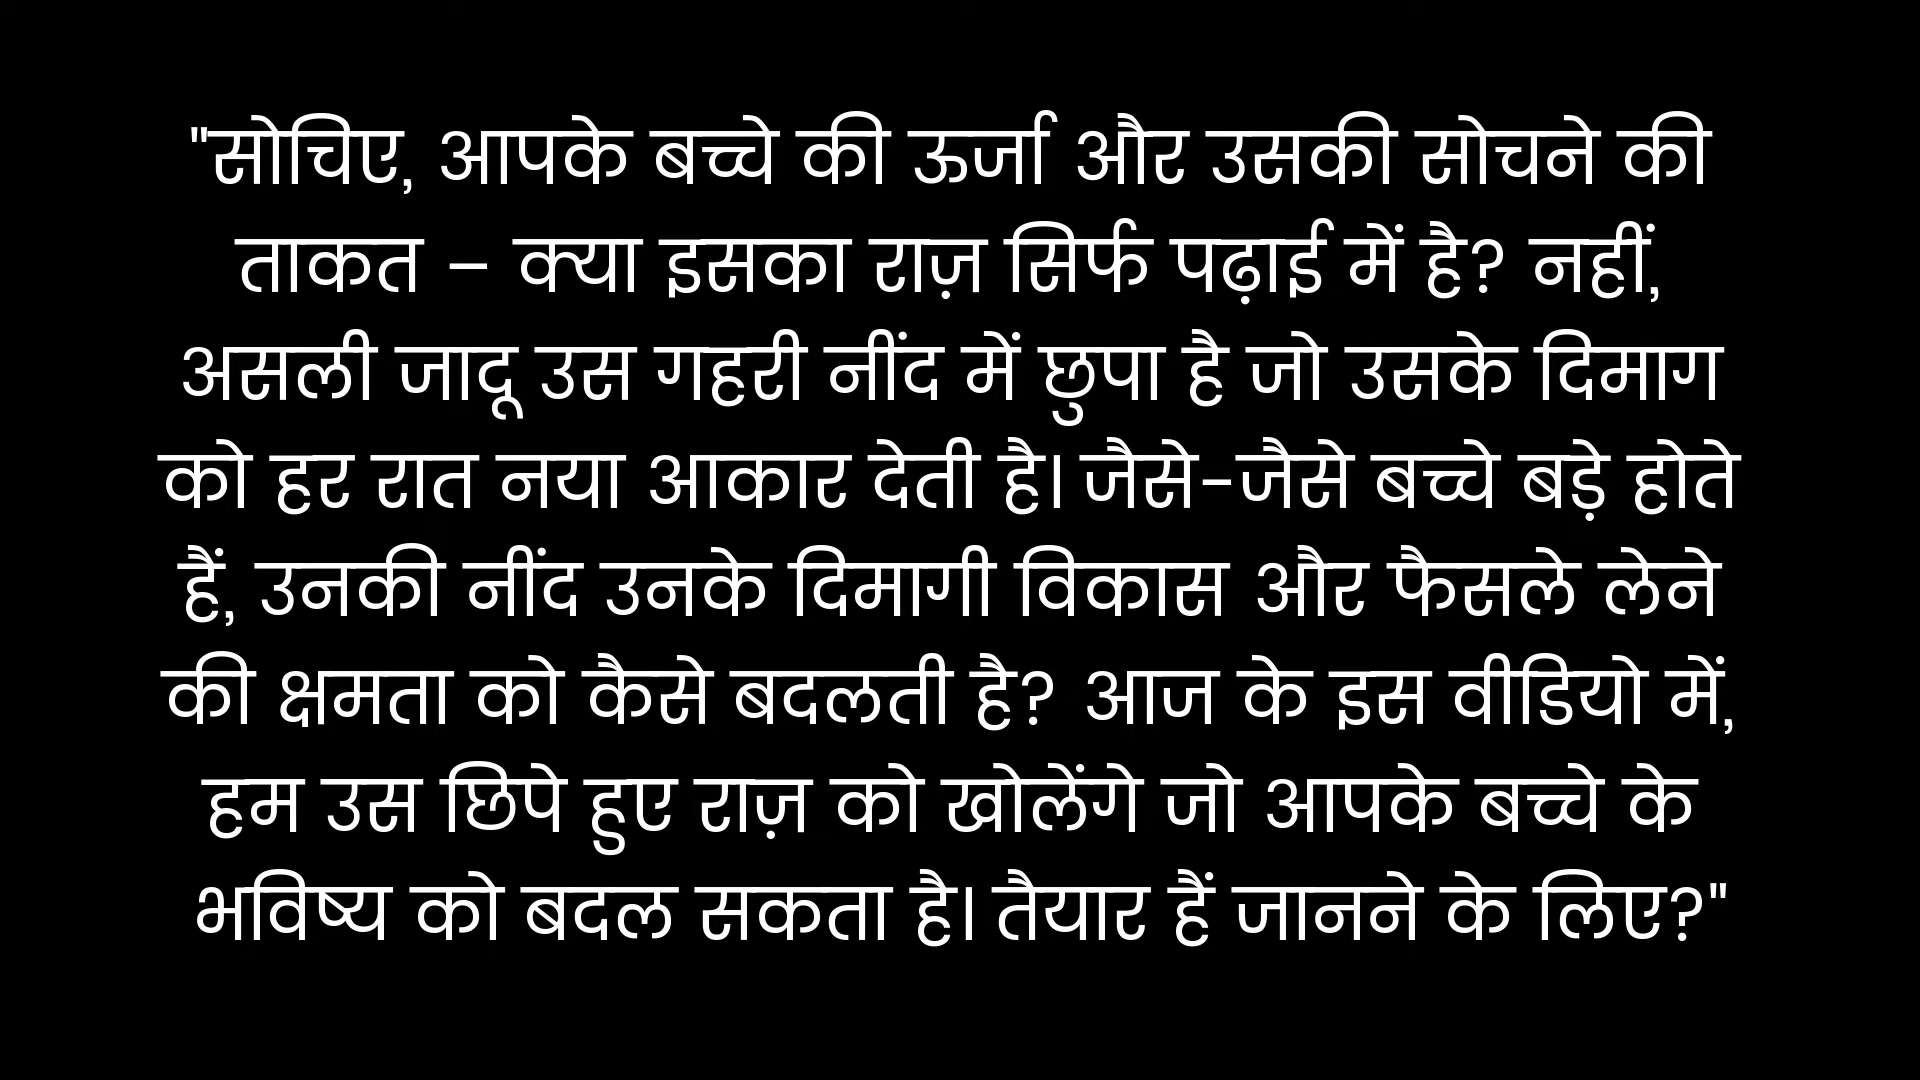 "सोचिए, आपके बच्चे की ऊर्जा और उसकी सोचने की
ताकत – क्या इसका राज़ सिर्फ पढ़ाई में है? नहीं,
असली जादू उस गहरी नींद में छुपा है जो उसके दिमाग
को हर रात नया आकार देती है। जैसे-जैसे बच्चे बड़े होते
हैं, उनकी नींद उनके दिमागी विकास और फैसले लेने
की क्षमता को कैसे बदलती है? आज के इस वीडियो में,
हम उस छिपे हुए राज़ को खोलेंगे जो आपके बच्चे के
भविष्य को बदल सकता है। तैयार हैं जानने के लिए?"